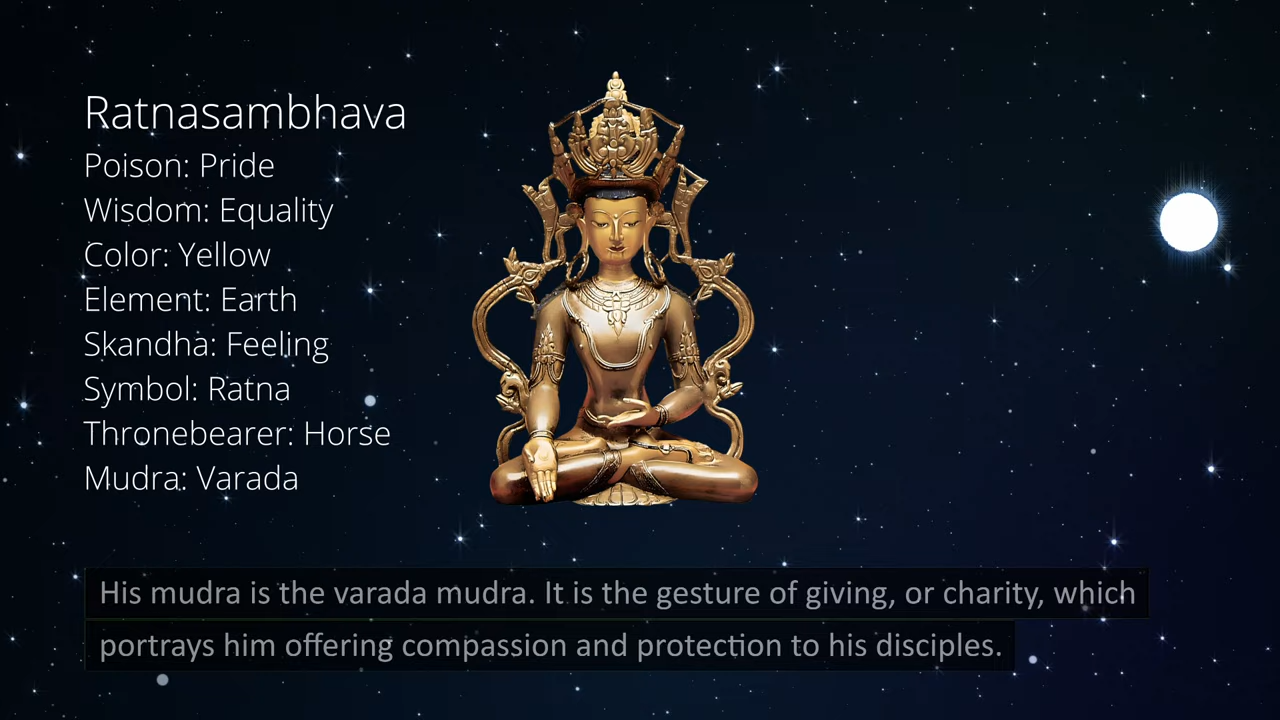 Ratnasambhava
Poison: Pride
Wisdom: Equality
Color: Yellow
Element: Earth
Skandha: Feeling
Symbol: Ratna
Thronebearer: Horse
Mudra: Varada
His mudra is the varada mudra. It is the gesture of giving, or charity, which
portrays him offering compassion and protection to his disciples.